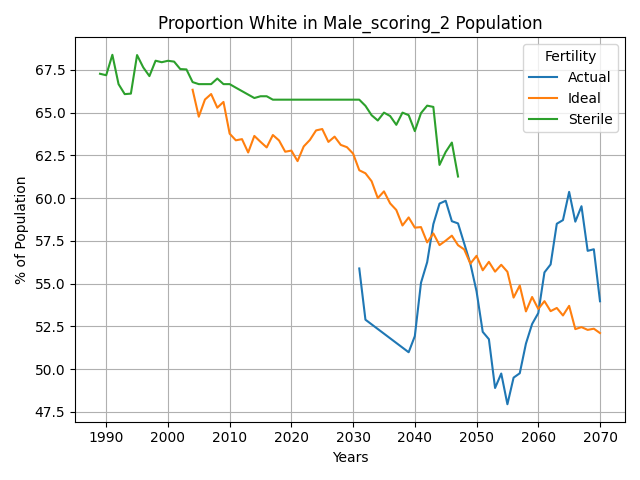 Proportion White in Male_scoring_2 Population
Fertility
Actual
Ideal
Sterile
% of Population
67.5
65.0
62.5
60.0
57.5
55.0
52.5
50.0
47.5
1990 2000 2010 2020 2030 2040 2050 2060 2070
Years